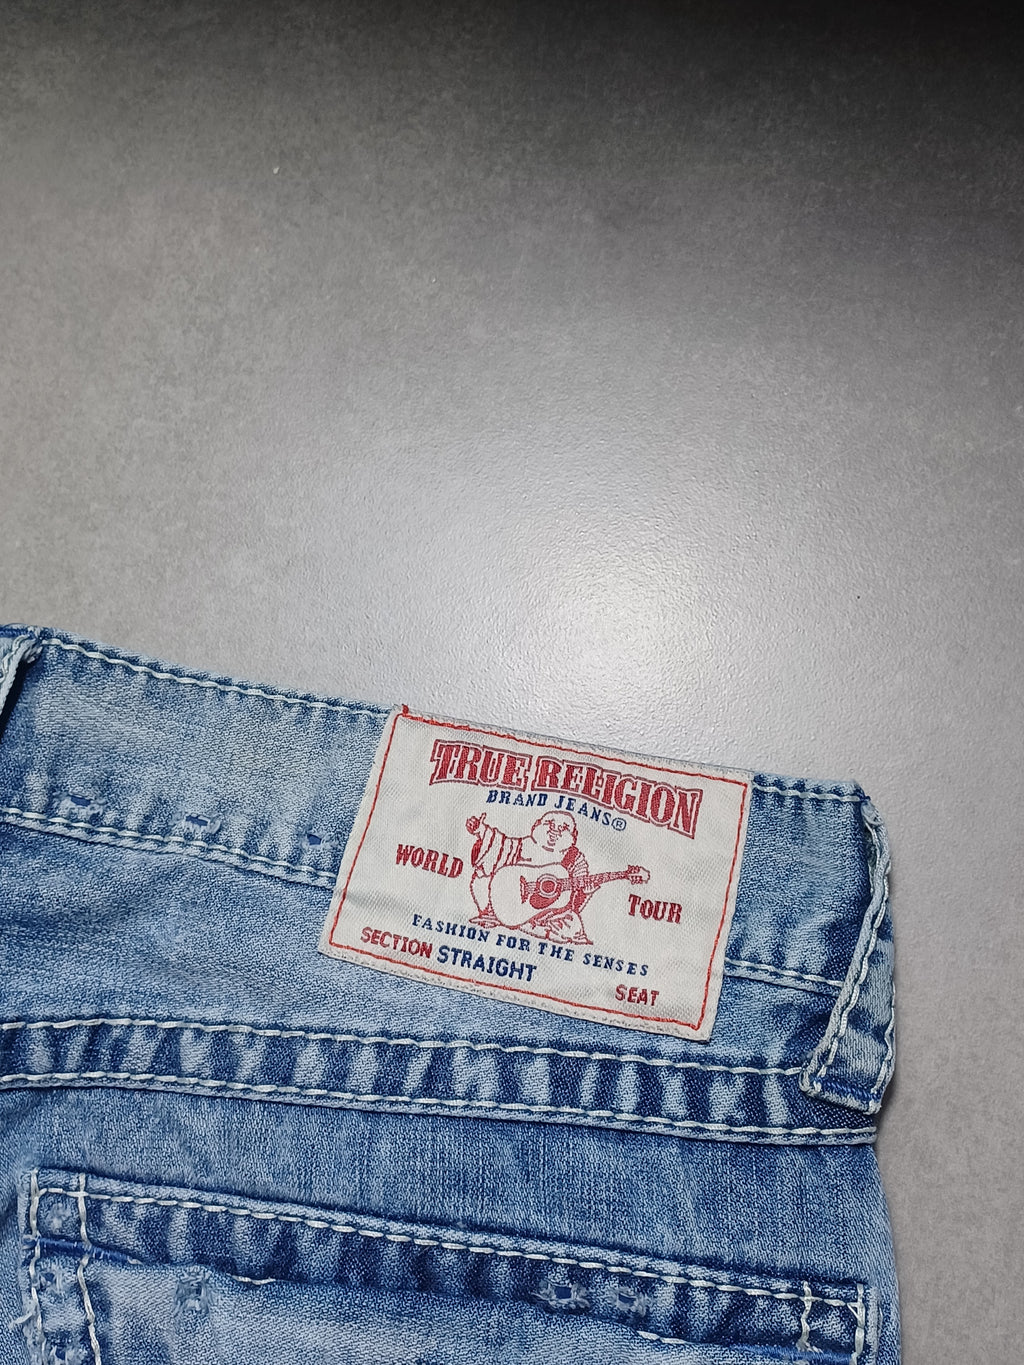 TRUE RELIGION
BRAND JEANS®
WORLD TOUR
FASHION FOR THE SENSES
SECTION STRAIGHT
SEAT